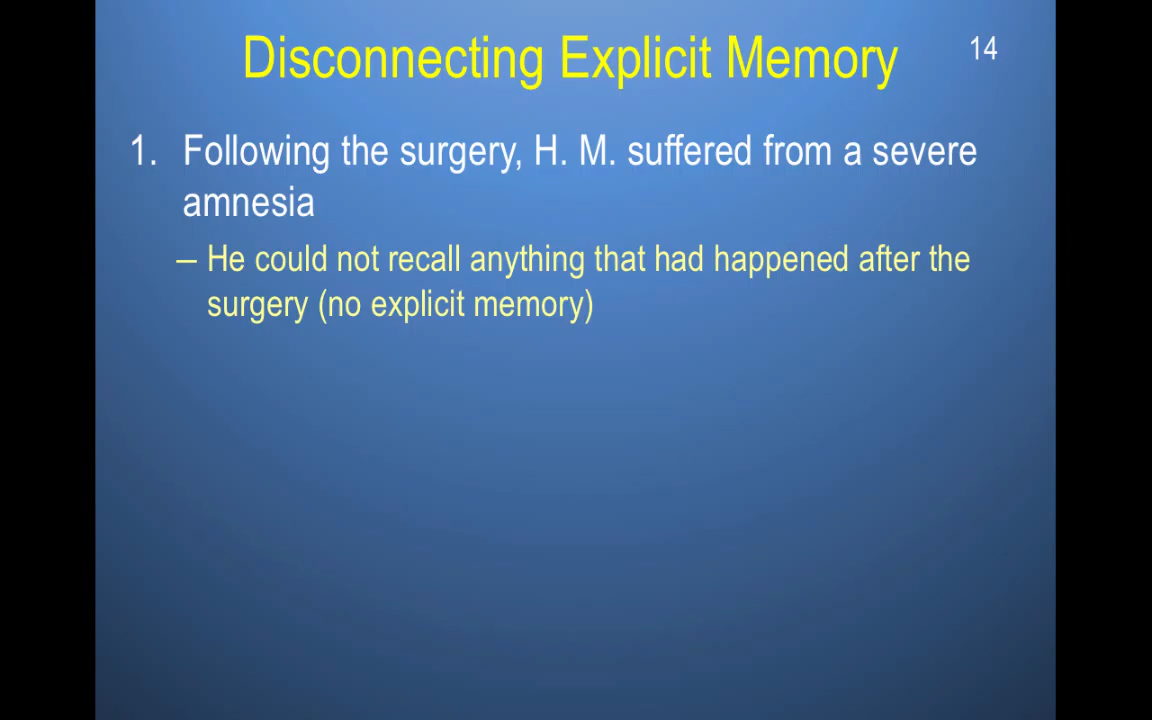 Disconnecting Explicit Memory
14
1. Following the surgery, H. M. suffered from a severe
amnesia
– He could not recall anything that had happened after the
surgery (no explicit memory)